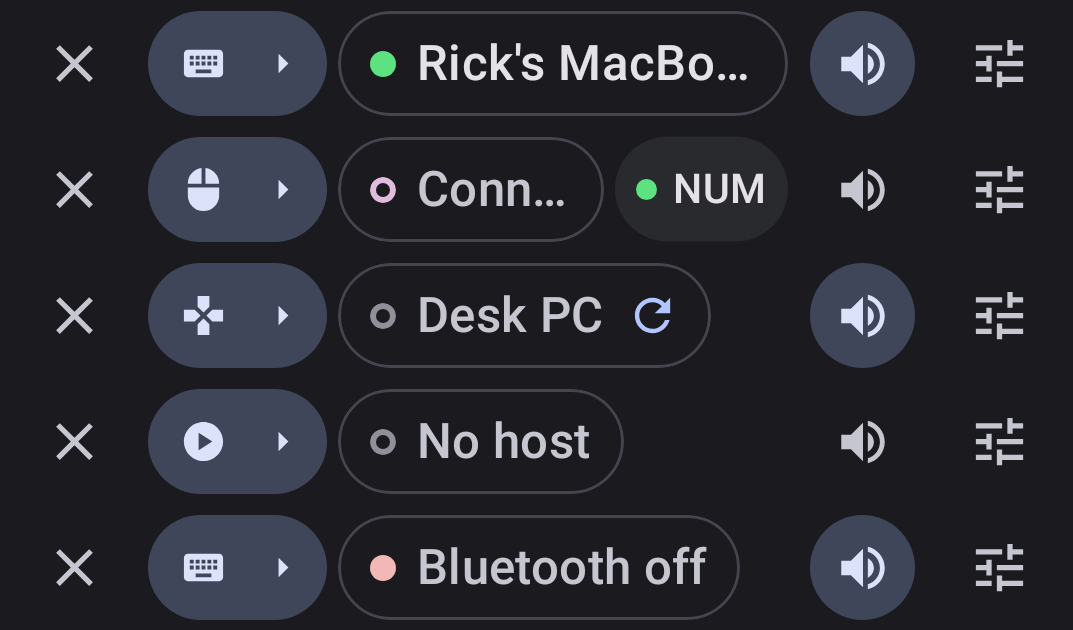 Rick's MacBo...
Conn... NUM
Desk PC
No host
Bluetooth off